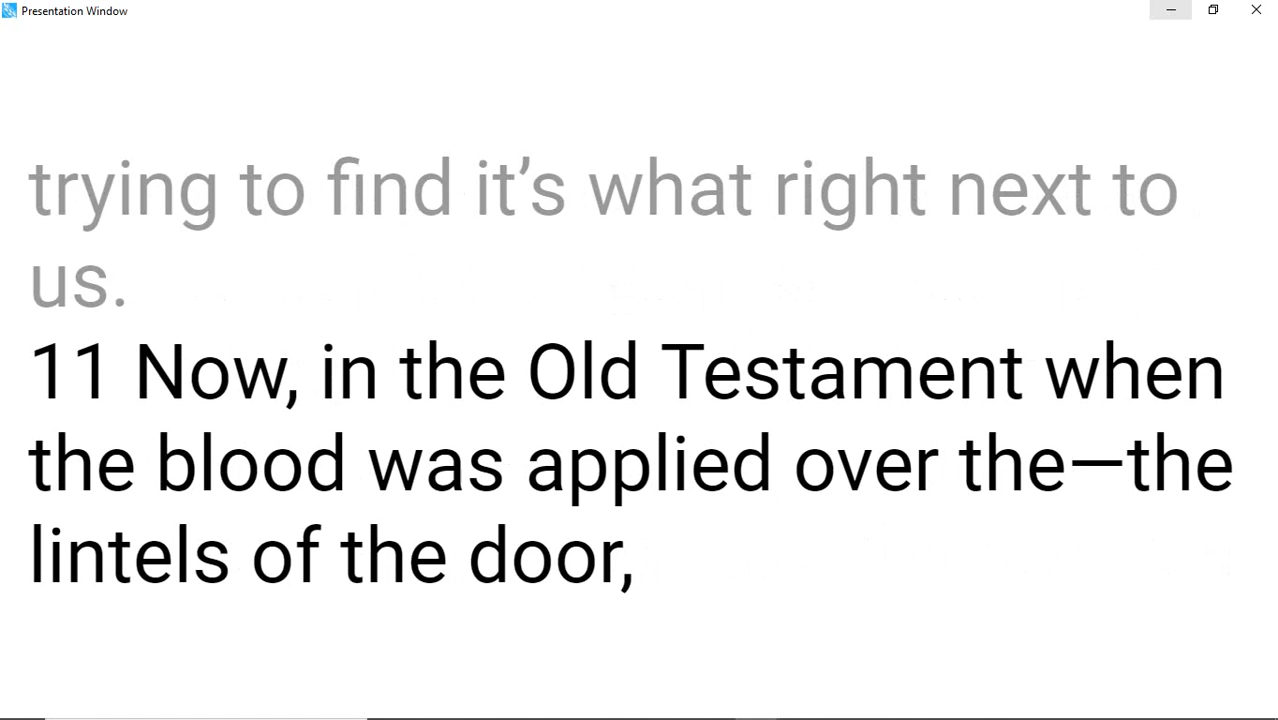 Presentation Window
trying to find it’s what right next to
us.
11 Now, in the Old Testament when
the blood was applied over the—the
lintels of the door,